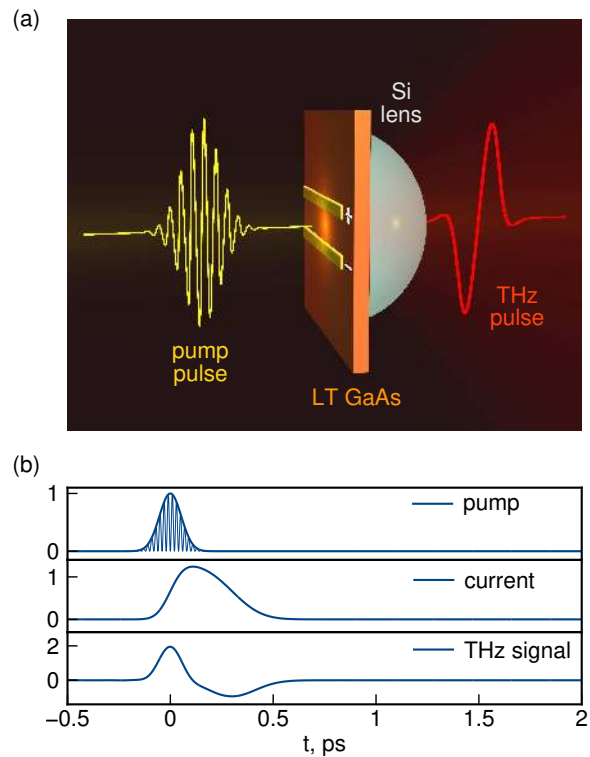 (a)
Si
lens
+
-
THz
pulse
pump
pulse
LT GaAs
(b)
1
0
pump
1
0
current
2
0
THz signal
−0.5 0 0.5 1 1.5 2
t, ps